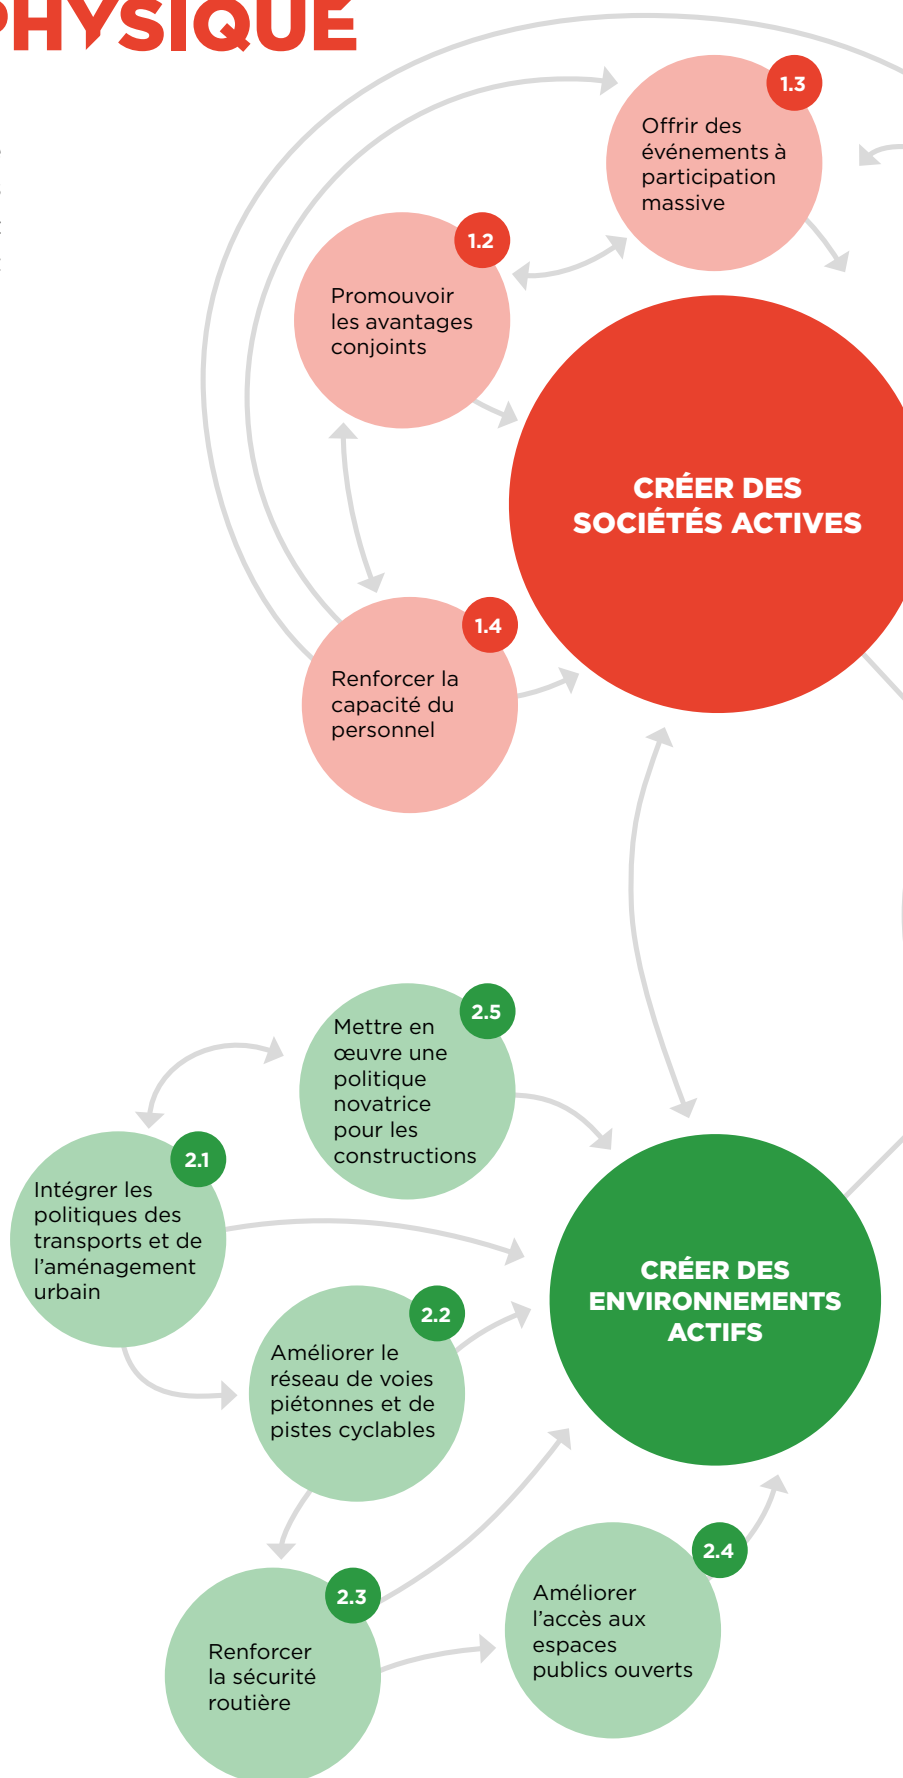 PHYSIQUE
1.3
Offrir des
événements à
participation
massive
1.2
Promouvoir
les avantages
conjoints
CRÉER DES
SOCIÉTÉS ACTIVES
1.4
Renforcer la
capacité du
personnel
2.5
Mettre en
œuvre une
politique
novatrice
pour les
constructions
2.1
Intégrer les
politiques des
transports et de
l'aménagement
urbain
CRÉER DES
ENVIRONNEMENTS
ACTIFS
2.2
Améliorer le
réseau de voies
piétonnes et de
pistes cyclables
2.3
Renforcer
la sécurité
routière
2.4
Améliorer
l'accès aux
espaces
publics ouverts